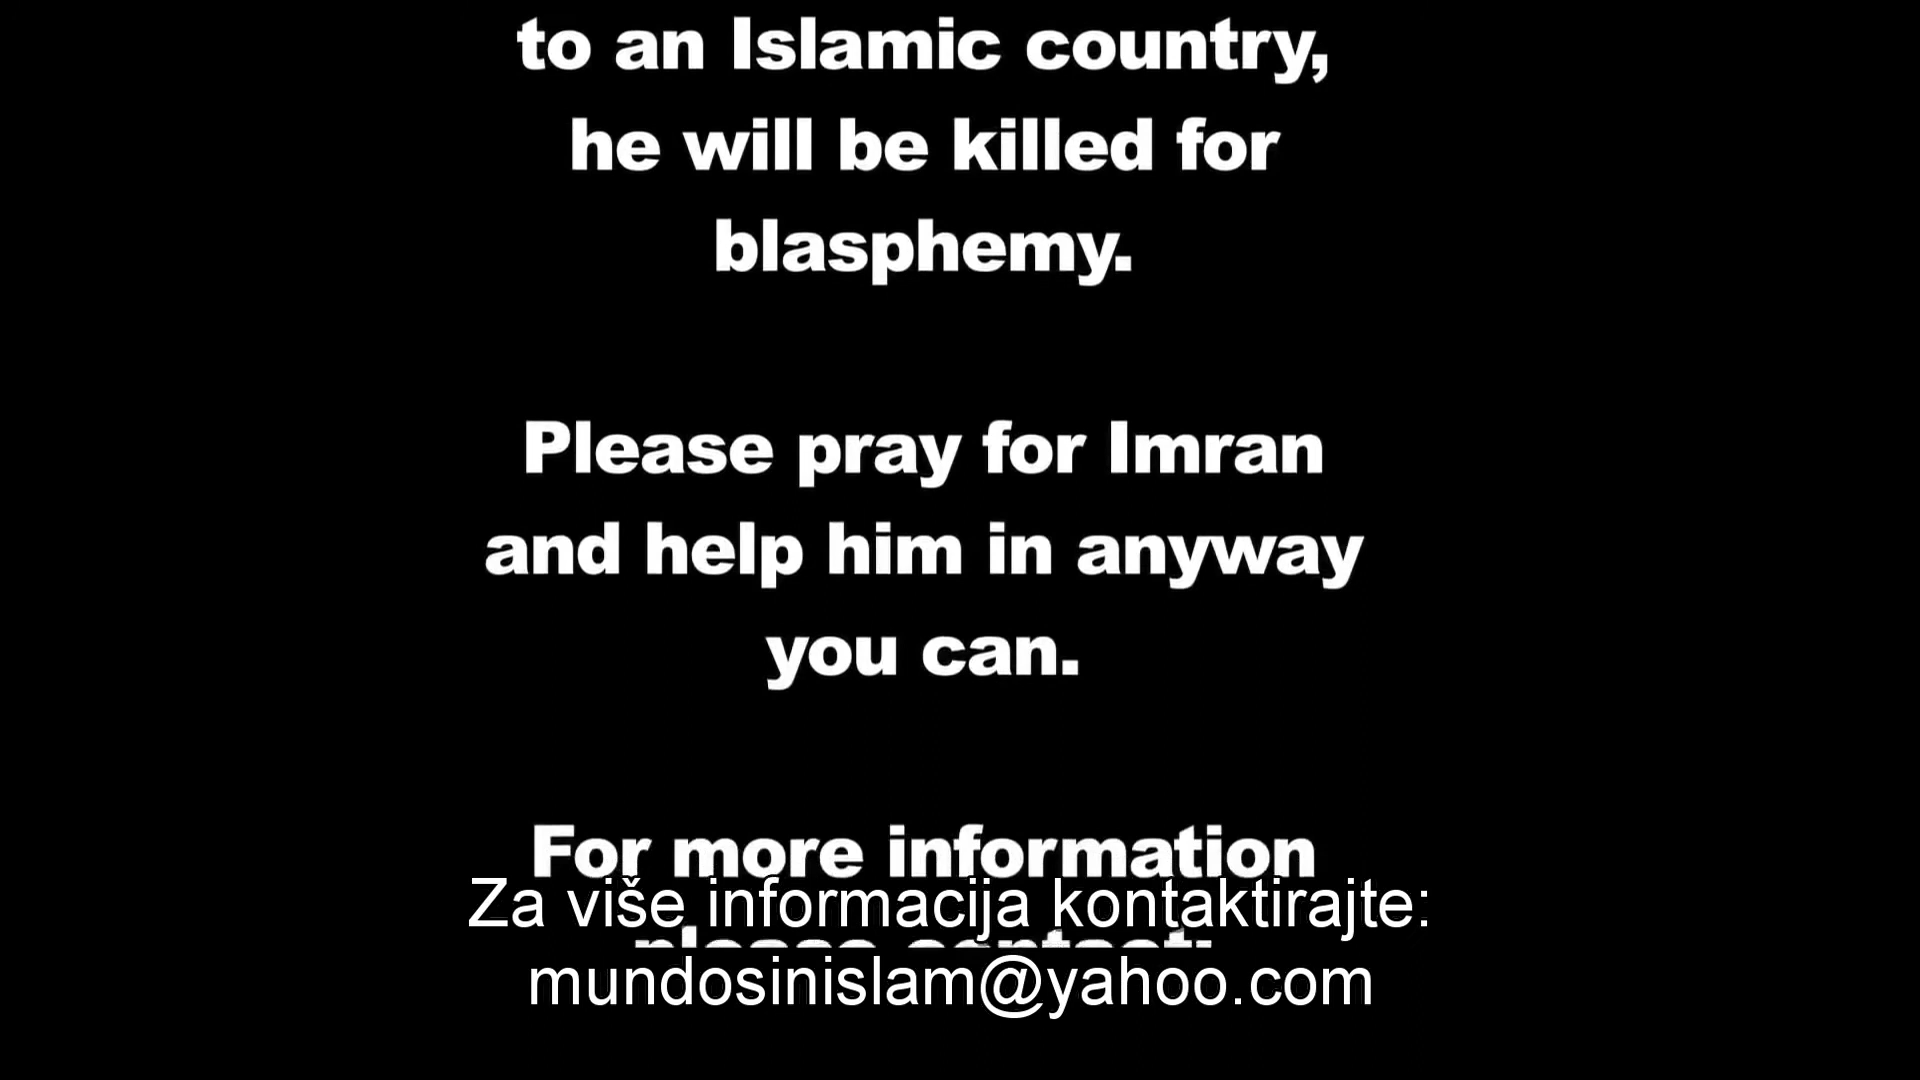 to an Islamic country,
he will be killed for
blasphemy.
Please pray for Imran
and help him in anyway
you can.
For more information
Za više informacija kontaktirajte:
please contact:
mundosinislam@yahoo.com